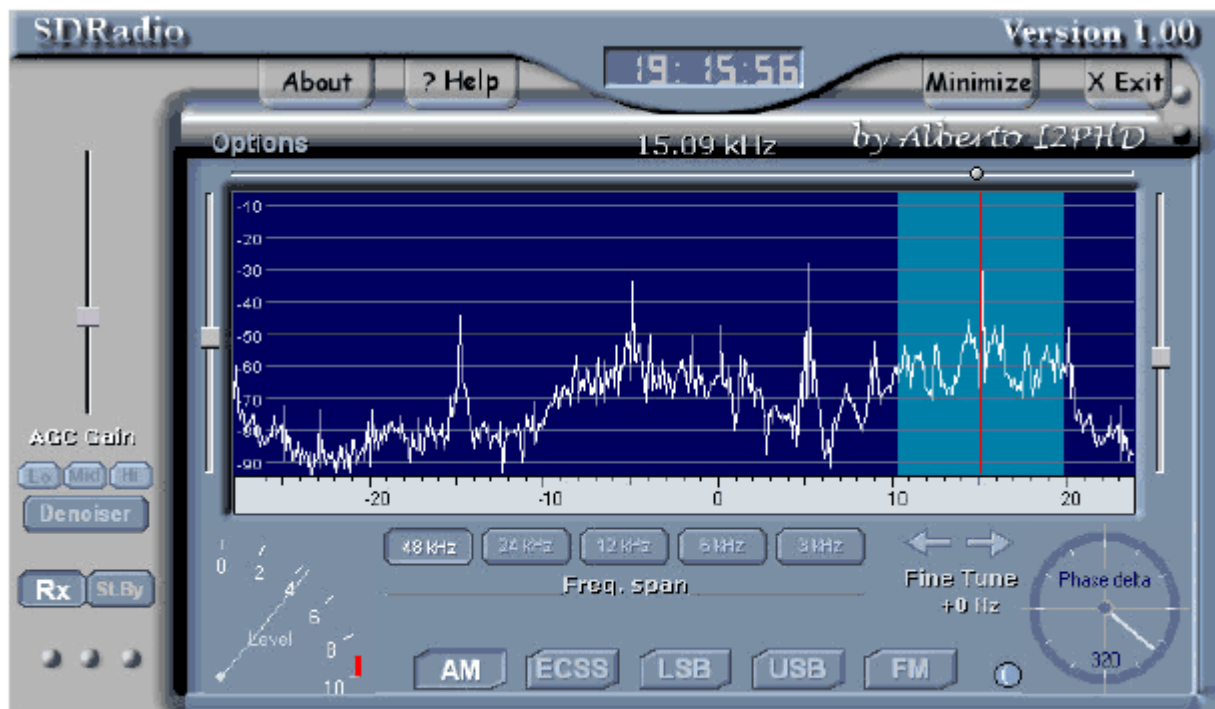 SDRadio Version 1.00
19:15:56
About ? Help Minimize X Exit
Options 15.09 kHz by Alberto I2PHD
-10
-20
-30
-40
-50
-60
-70
-80
-90
-20 -10 0 10 20
AGC Gain
Lo Mid Hi
Denoiser
48 kHz 24 kHz 12 kHz 6 kHz 3 kHz
Freq. span
Fine Tune
+0 Hz
Phase delta
320
Rx St.By
0 2 4 6 8 10
Level
AM ECSS LSB USB FM
L